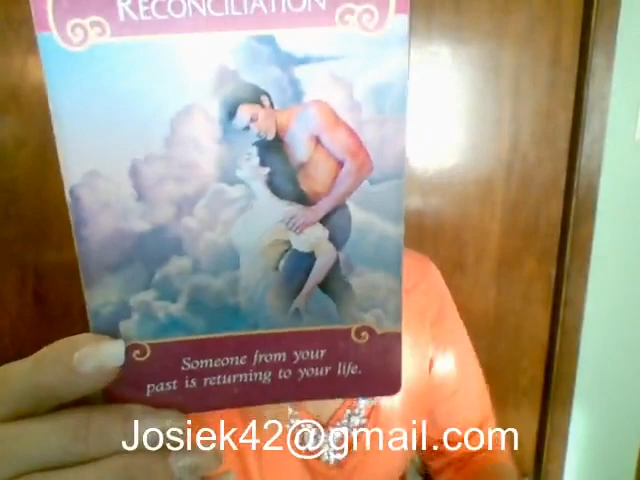 RECONCILIATION
Someone from your
past is returning to your life.
Josiek42@gmail.com